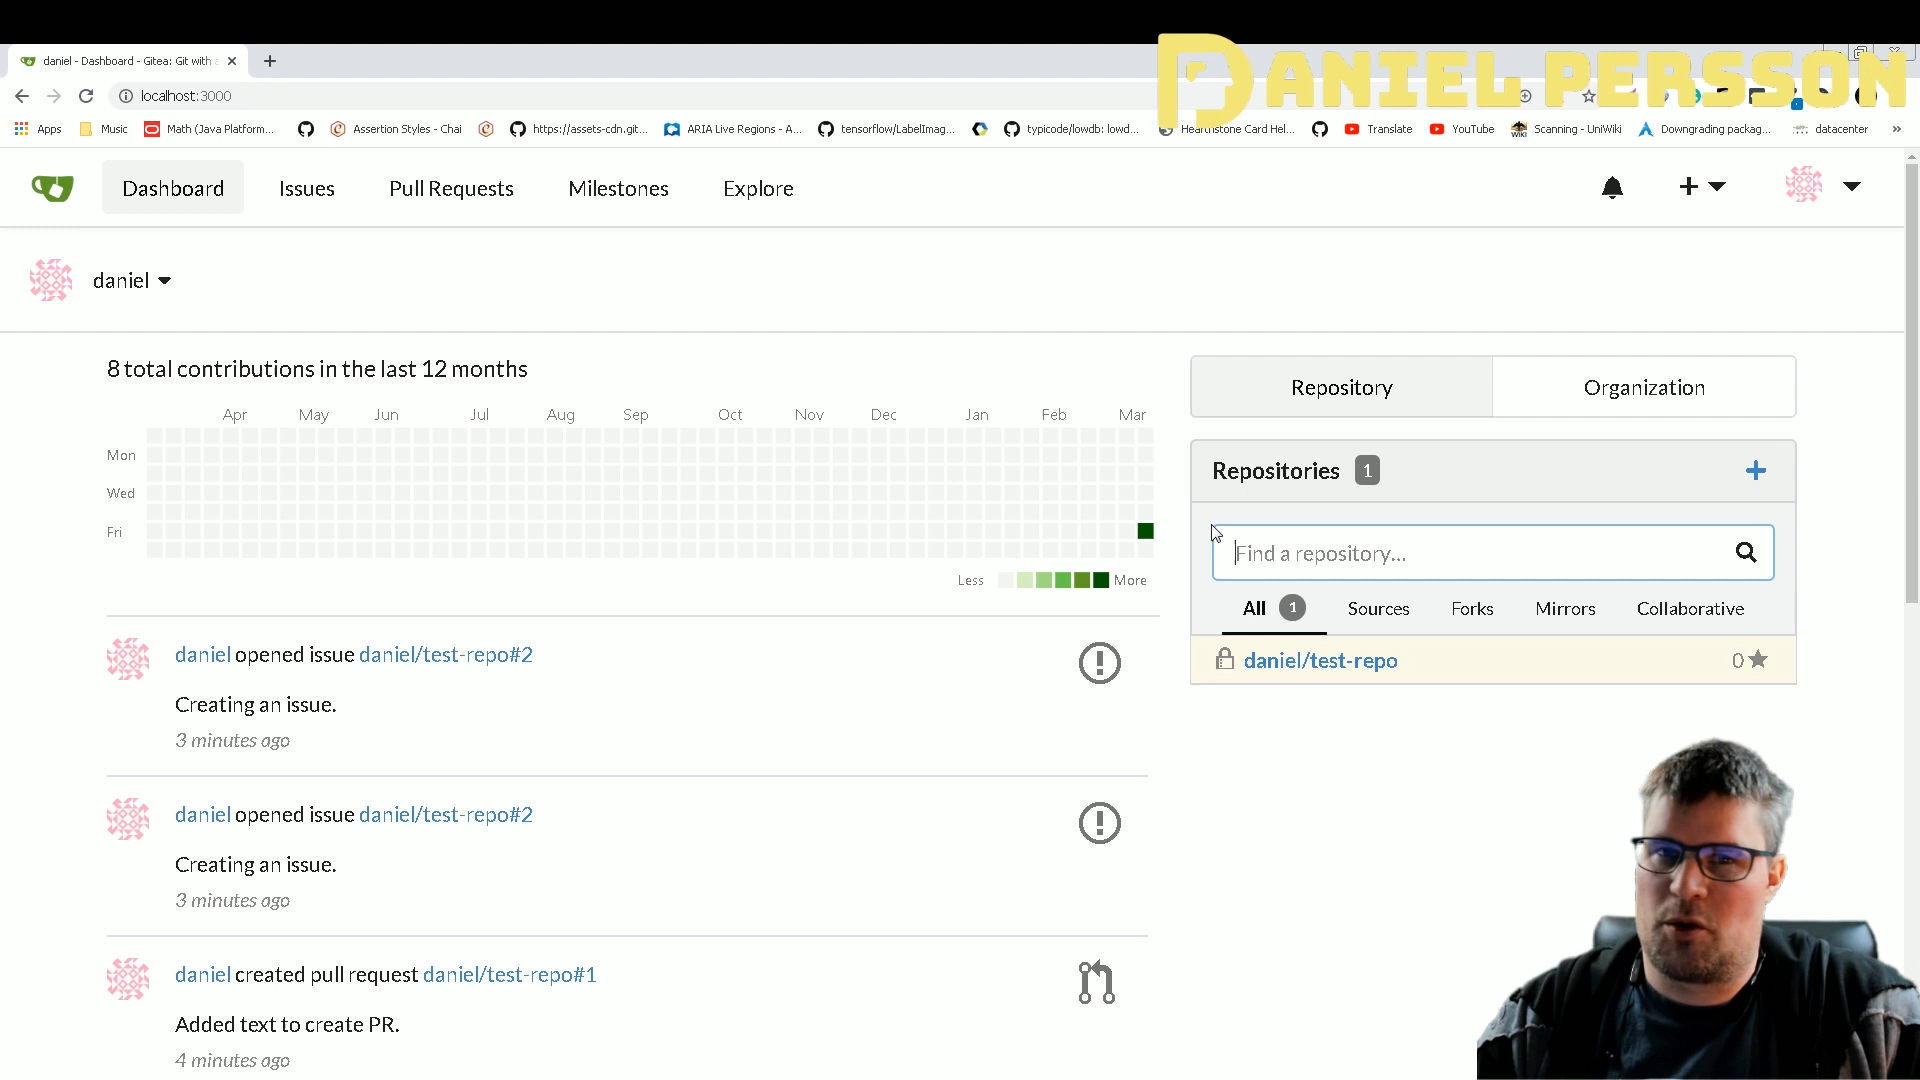 daniel - Dashboard - Gitea: Git with a
DANIEL PERSSON
localhost:3000
Apps Music Math (Java Platform... Assertion Styles - Chai https://assets-cdn.git... ARIA Live Regions - A... tensorflow/LabelImag... typicode/lowdb: lowd... Hearthstone Card Hel... Translate YouTube Scanning - UniWiki Downgrading packag... datacenter »
Dashboard Issues Pull Requests Milestones Explore
daniel
8 total contributions in the last 12 months
Apr May Jun Jul Aug Sep Oct Nov Dec Jan Feb Mar
Mon
Wed
Fri
Less More
daniel opened issue daniel/test-repo#2
Creating an issue.
3 minutes ago
daniel opened issue daniel/test-repo#2
Creating an issue.
3 minutes ago
daniel created pull request daniel/test-repo#1
Added text to create PR.
4 minutes ago
Repository Organization
Repositories 1
Find a repository...
All 1 Sources Forks Mirrors Collaborative
daniel/test-repo 0